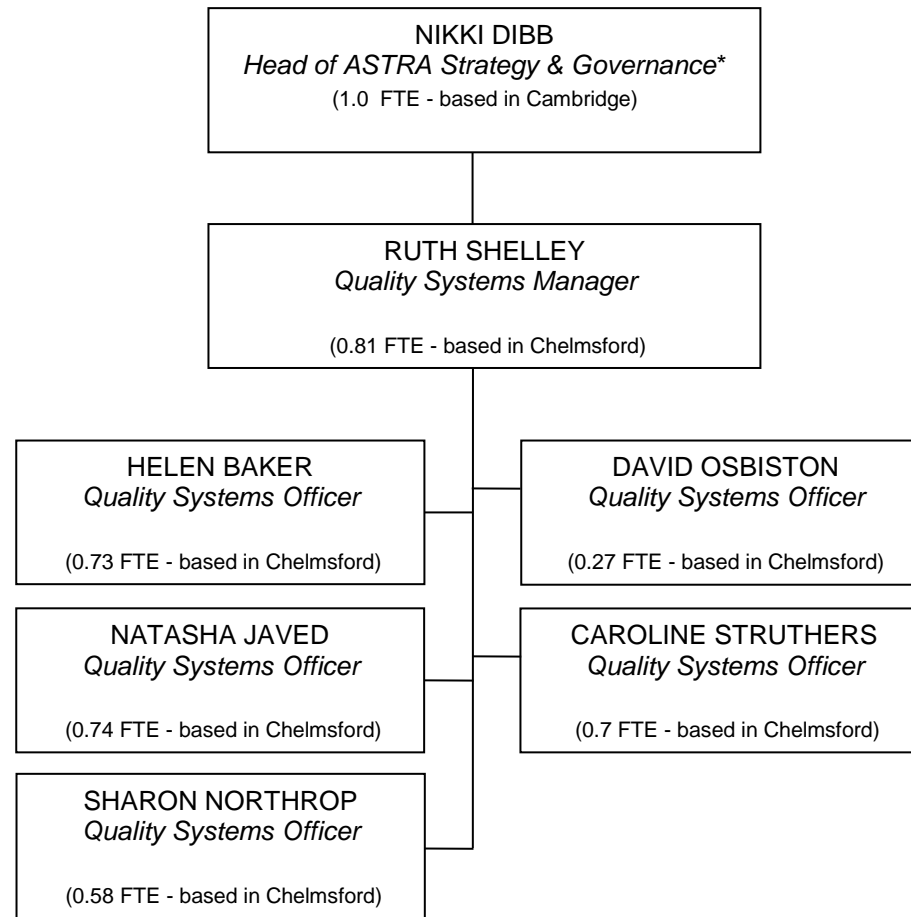 NIKKI DIBB
Head of ASTRA Strategy & Governance*
(1.0 FTE - based in Cambridge)
RUTH SHELLEY
Quality Systems Manager
(0.81 FTE - based in Chelmsford)
HELEN BAKER
Quality Systems Officer
(0.73 FTE - based in Chelmsford)
DAVID OSBISTON
Quality Systems Officer
(0.27 FTE - based in Chelmsford)
NATASHA JAVED
Quality Systems Officer
(0.74 FTE - based in Chelmsford)
CAROLINE STRUTHERS
Quality Systems Officer
(0.7 FTE - based in Chelmsford)
SHARON NORTHROP
Quality Systems Officer
(0.58 FTE - based in Chelmsford)